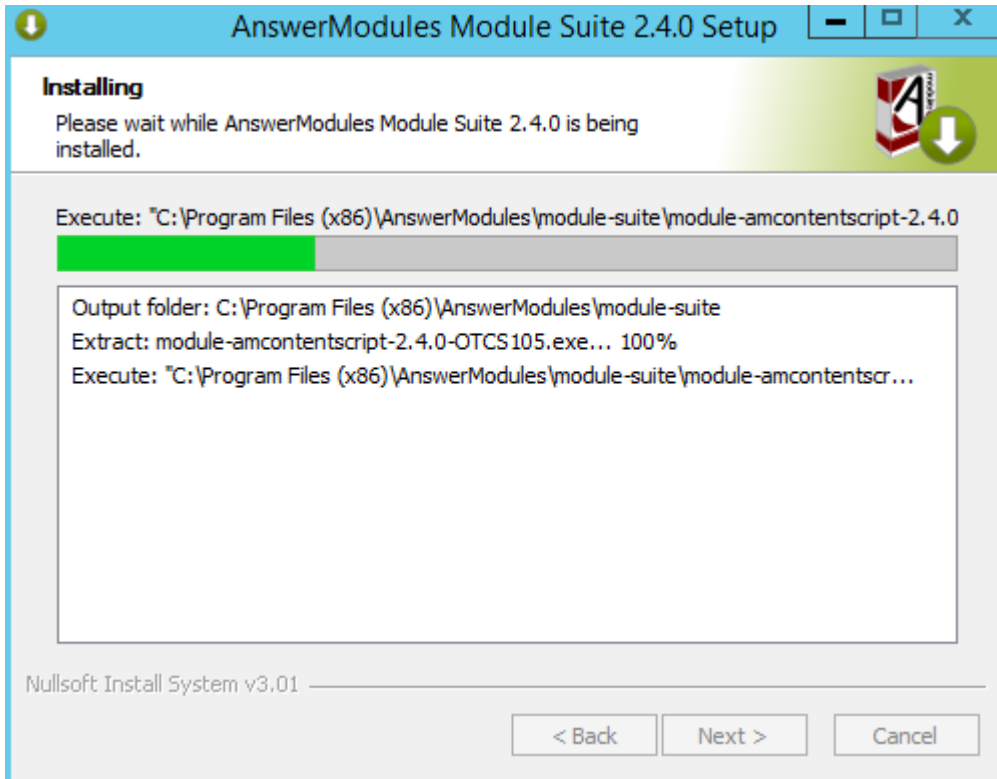 AnswerModules Module Suite 2.4.0 Setup
Installing
Please wait while AnswerModules Module Suite 2.4.0 is being
installed.
Execute: "C:\Program Files (x86)\AnswerModules\module-suite\module-amcontentscript-2.4.0
Output folder: C:\Program Files (x86)\AnswerModules\module-suite
Extract: module-amcontentscript-2.4.0-OTCS105.exe... 100%
Execute: "C:\Program Files (x86)\AnswerModules\module-suite\module-amcontentscr...
Nullsoft Install System v3.01
< Back
Next >
Cancel